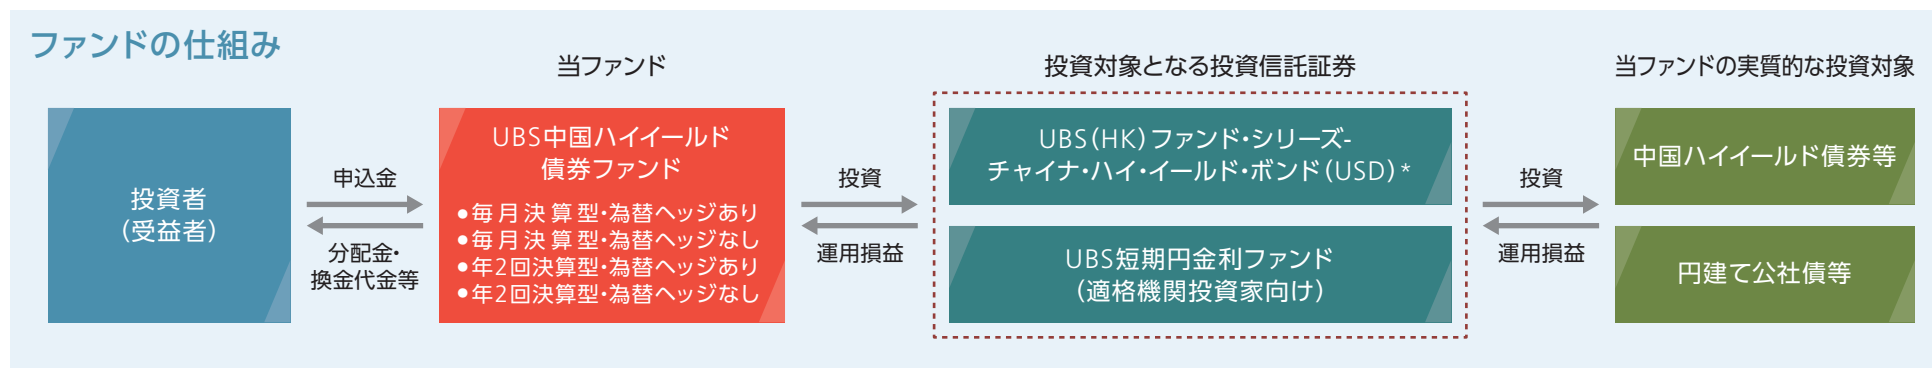 ファンドの仕組み
当ファンド
投資対象となる投資信託証券
当ファンドの実質的な投資対象
投資者
(受益者)
申込金
分配金・
換金代金等
UBS中国ハイイールド
債券ファンド
●毎月決算型・為替ヘッジあり
●毎月決算型・為替ヘッジなし
●年2回決算型・為替ヘッジあり
●年2回決算型・為替ヘッジなし
投資
運用損益
UBS(HK)ファンド・シリーズ-
チャイナ・ハイ・イールド・ボンド(USD)*
UBS短期円金利ファンド
(適格機関投資家向け)
投資
運用損益
中国ハイイールド債券等
円建て公社債等